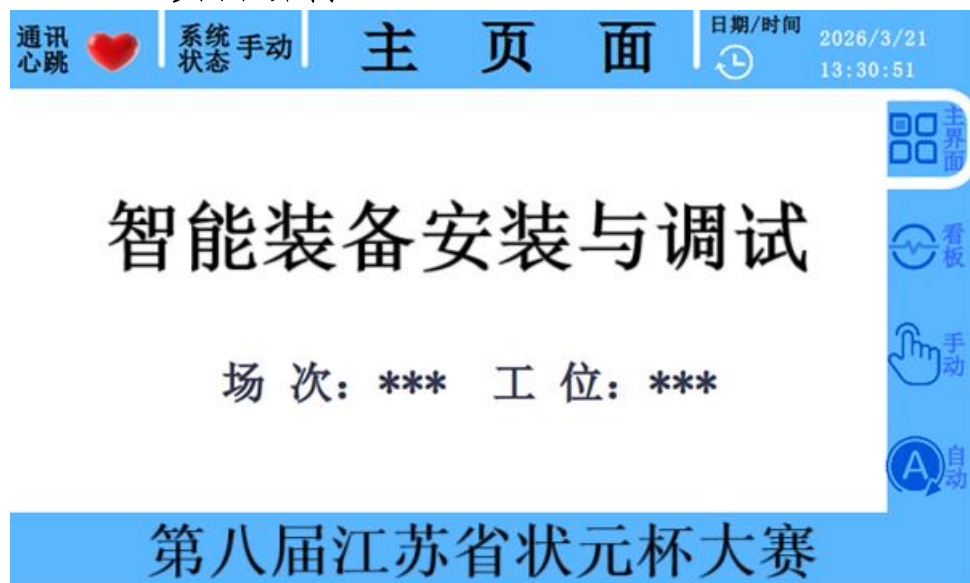 通讯
心跳
系统
状态
手动
主 页 面
日期/时间
2026/3/21
13:30:51
主界面
智能装备安装与调试
看板
场 次: *** 工 位: ***
手动
A
自动
第八届江苏省状元杯大赛